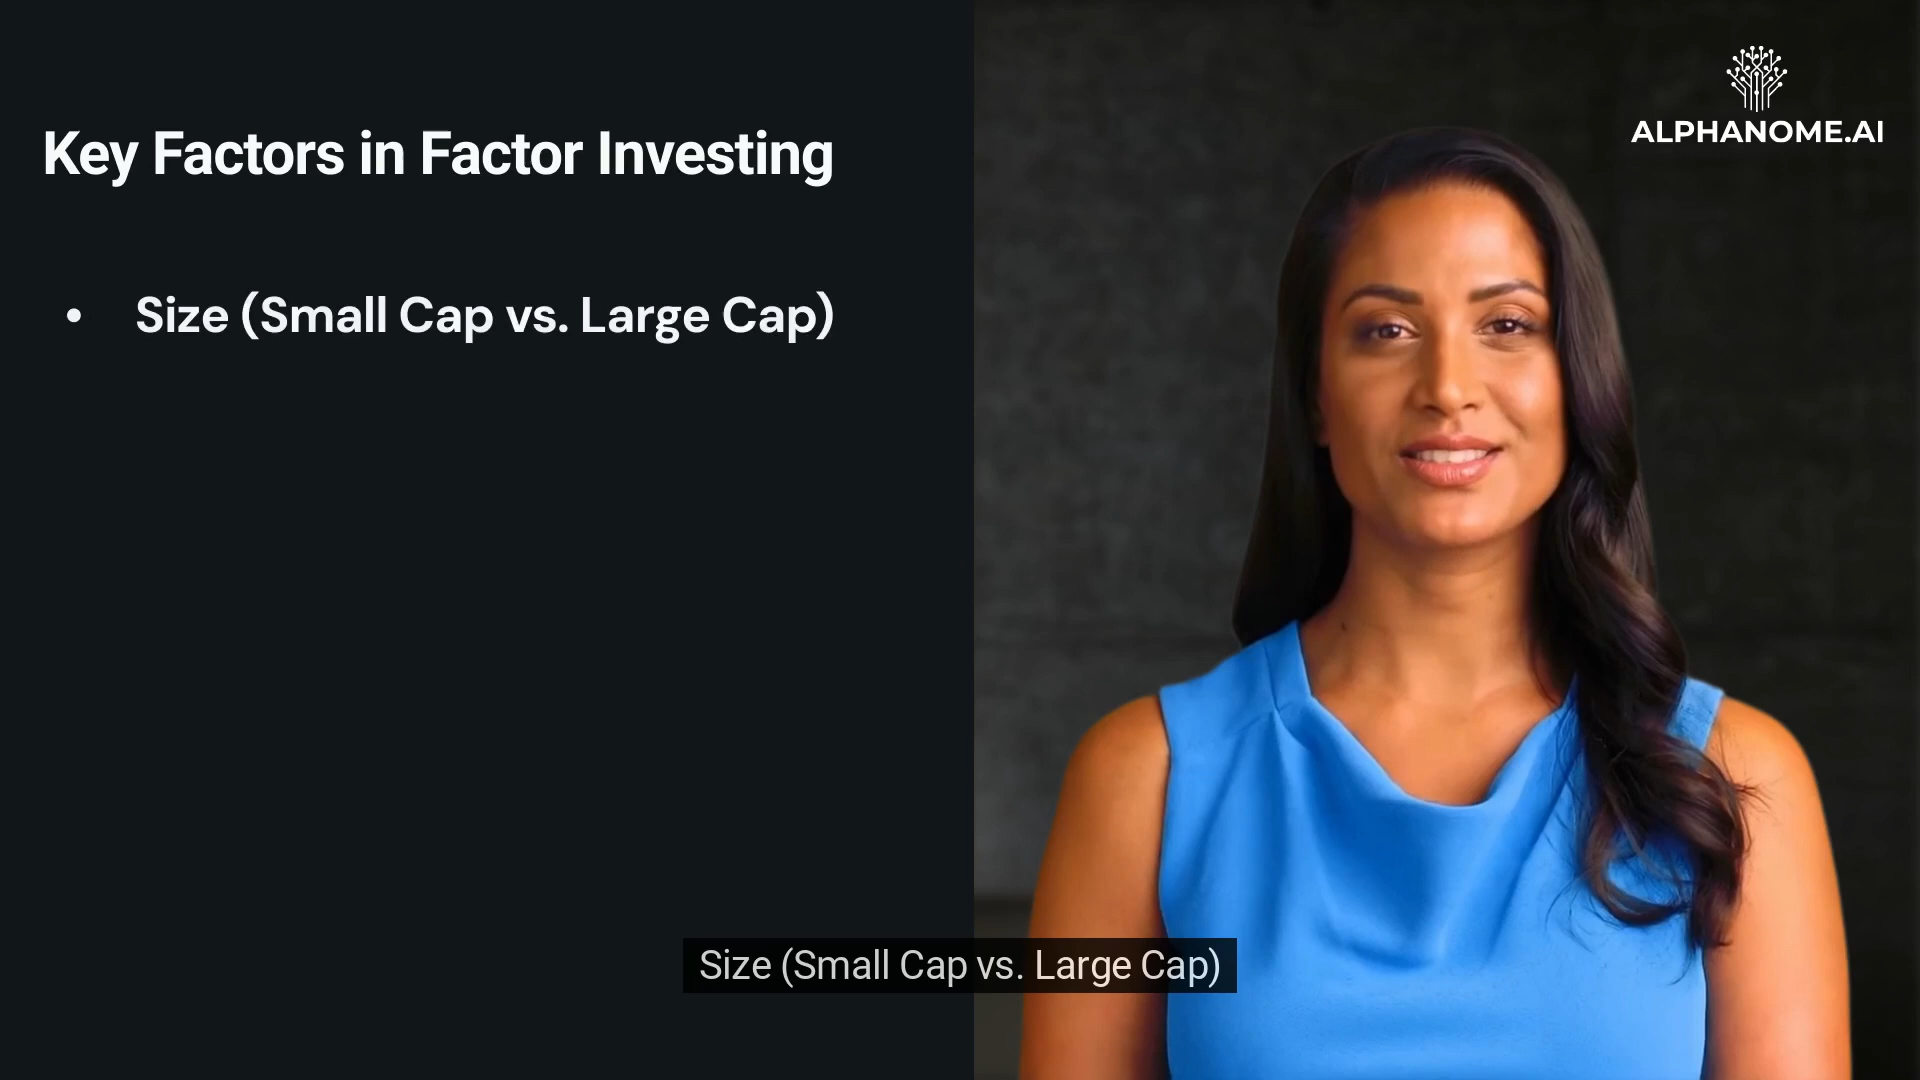 ALPHANOME.AI
Key Factors in Factor Investing
• Size (Small Cap vs. Large Cap)
Size (Small Cap vs. Large Cap)